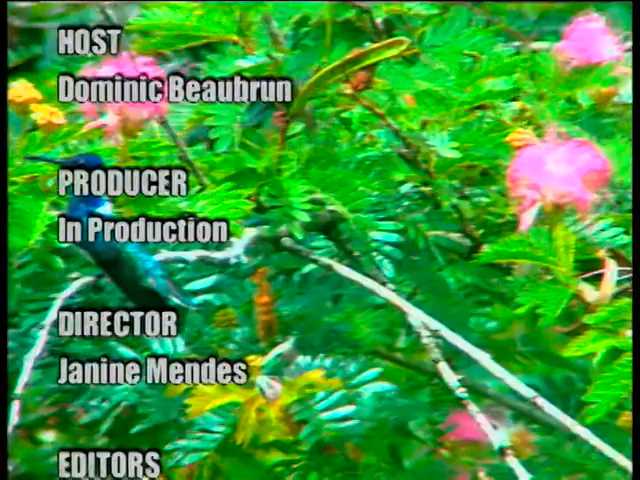 HOST
Dominic Beaubrun
PRODUCER
In Production
DIRECTOR
Janine Mendes
EDITORS